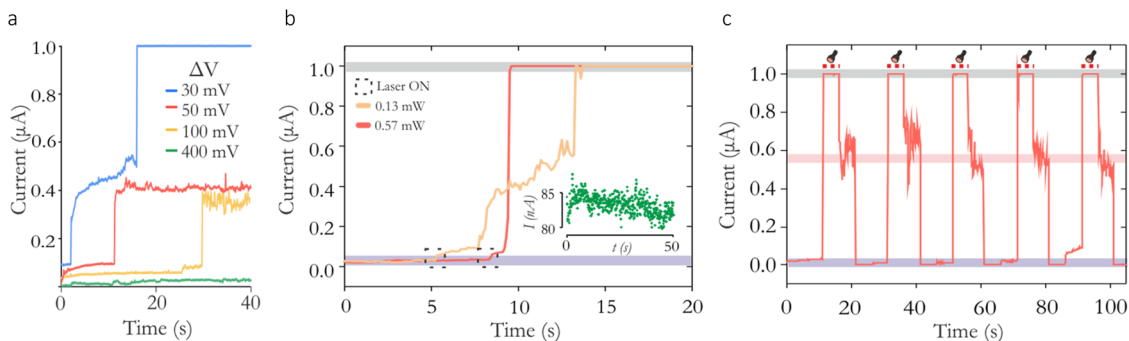 a
Current (μA)
1.0
0.8
0.6
0.4
0.2
0
20
40
Time (s)
ΔV
30 mV
50 mV
100 mV
400 mV
b
Current (μA)
1.0
0.8
0.6
0.4
0.2
0.0
0
5
10
15
20
Time (s)
Laser ON
0.13 mW
0.57 mW
I (nA)
85
80
0
50
t (s)
c
Current (μA)
1.0
0.8
0.6
0.4
0.2
0.0
0
20
40
60
80
100
Time (s)